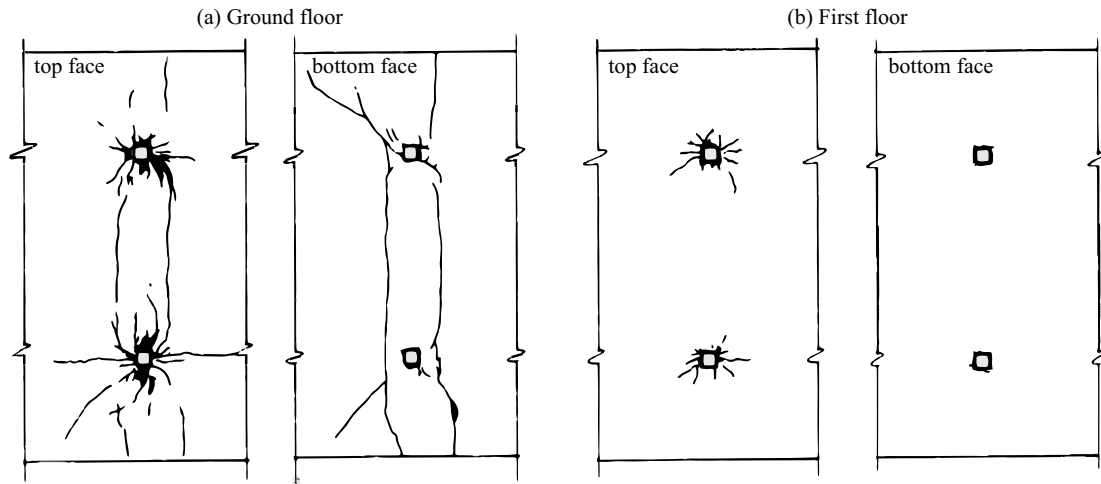 (a) Ground floor
(b) First floor
top face
bottom face
top face
bottom face